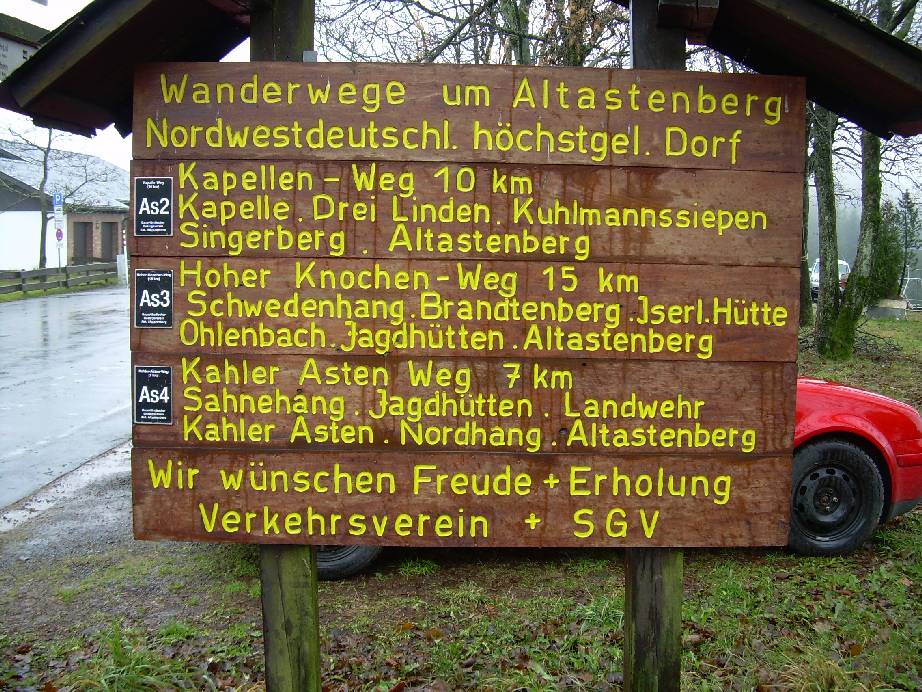 Wanderwege um Altastenberg
Nordwestdeutschl. höchstgel. Dorf
As2
Kapellen-Weg 10 km
Kapelle. Drei Linden. Kuhlmannssiepen
Singerberg. Altastenberg
As3
Hoher Knochen-Weg 15 km
Schwedenhang. Brandtenberg. Jserl. Hütte
Ohlenbach. Jagdhütten. Altastenberg
As4
Kahler Asten Weg 7 km
Sahnehang. Jagdhütten. Landwehr
Kahler Asten. Nordhang. Altastenberg
Wir wünschen Freude + Erholung
Verkehrsverein + SGV